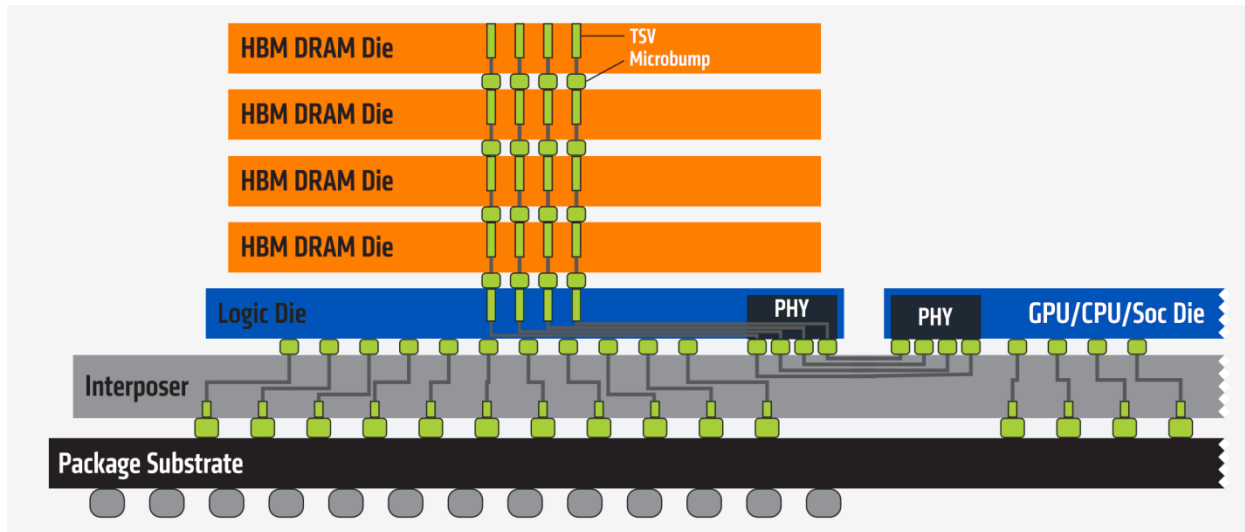 HBM DRAM Die
TSV
Microbump
HBM DRAM Die
HBM DRAM Die
HBM DRAM Die
Logic Die
PHY
PHY
GPU/CPU/Soc Die
Interposer
Package Substrate